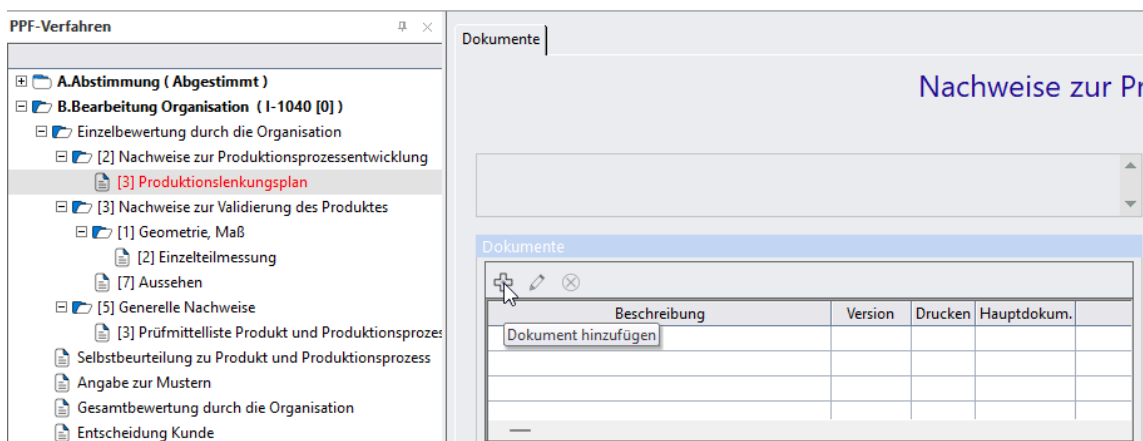 PPF-Verfahren
A.Abstimmung ( Abgestimmt )
B.Bearbeitung Organisation ( I-1040 [0] )
Einzelbewertung durch die Organisation
[2] Nachweise zur Produktionsprozessentwicklung
[3] Produktionslenkungsplan
[3] Nachweise zur Validierung des Produktes
[1] Geometrie, Maß
[2] Einzelteilmessung
[7] Aussehen
[5] Generelle Nachweise
[3] Prüfmittelliste Produkt und Produktionsprozes
Selbstbeurteilung zu Produkt und Produktionsprozess
Angabe zur Mustern
Gesamtbewertung durch die Organisation
Entscheidung Kunde
Dokumente
Nachweise zur Pr
Dokumente
Beschreibung Version Drucken Hauptdokum.
Dokument hinzufügen